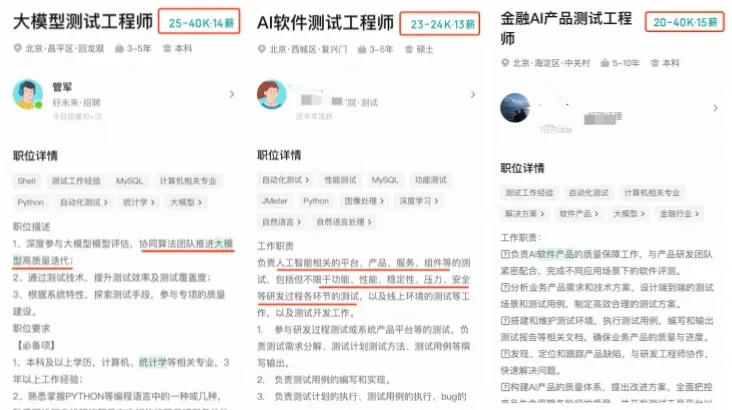 大模型测试工程师
25-40K·14薪
北京·昌平区·回龙观
3-5年
本科
管军
好未来·招聘
今日回复10+次
职位详情
Shell
测试工作经验
MySQL
计算机相关专业
Python
自动化测试
统计学
大模型
职位描述
1、深度参与大模型模型评估，协同算法团队推进大模
型高质量迭代；
2、通过测试技术，提升测试效率及测试覆盖度；
3、根据系统特性，探索测试手段，参与专项的质量
建设。
职位要求
【必备项】
1、本科及以上学历，计算机、统计学等相关专业，3
年以上工作经验；
2、熟悉掌握PYTHON等编程语言中的一种或几种，
AI软件测试工程师
23-24K·13薪
北京·西城区·复兴门
3-5年
硕士
院·测试
近半年活跃
职位详情
自动化测试
性能测试
MySQL
功能测试
JMeter
Python
图像处理
深度学习
自然语言
自然语言处理
工作职责
负责人工智能相关的平台、产品、服务、组件等的测
试，包括但不限于功能、性能、稳定性、压力、安全
等研发过程各环节的测试，以及线上环境的测试等工
作，以及测试开发工作。
1. 参与研发过程测试或系统产品平台等的测试，负
责测试需求分解、测试计划测试方法、测试用例等撰
写输出。
2. 负责测试用例的编写和实现。
3. 负责测试计划的执行、测试用例的执行、bug的
金融AI产品测试工程
师
20-40K·15薪
北京·海淀区·中关村
5-10年
本科
7日内活跃
职位详情
测试工作经验
自动化测试
计算机相关专业
解决方案
软件产品
大模型
金融行业
工作职责：
①负责AI软件产品的质量保障工作，与产品研发团队
紧密配合，完成不同应用场景下的软件评测。
②分析业务产品需求和技术方案，设计端到端的测试
场景和测试用例，制定高效合理的测试方案。
③搭建和维护测试环境，执行测试用例，编写和输出
测试报告等相关文档，确保业务产品的质量与进度。
④发现、定位和跟踪产品缺陷，与研发工程师协作，
快速解决问题。
⑤构建AI产品的质量体系，提出改进方案，全面把控